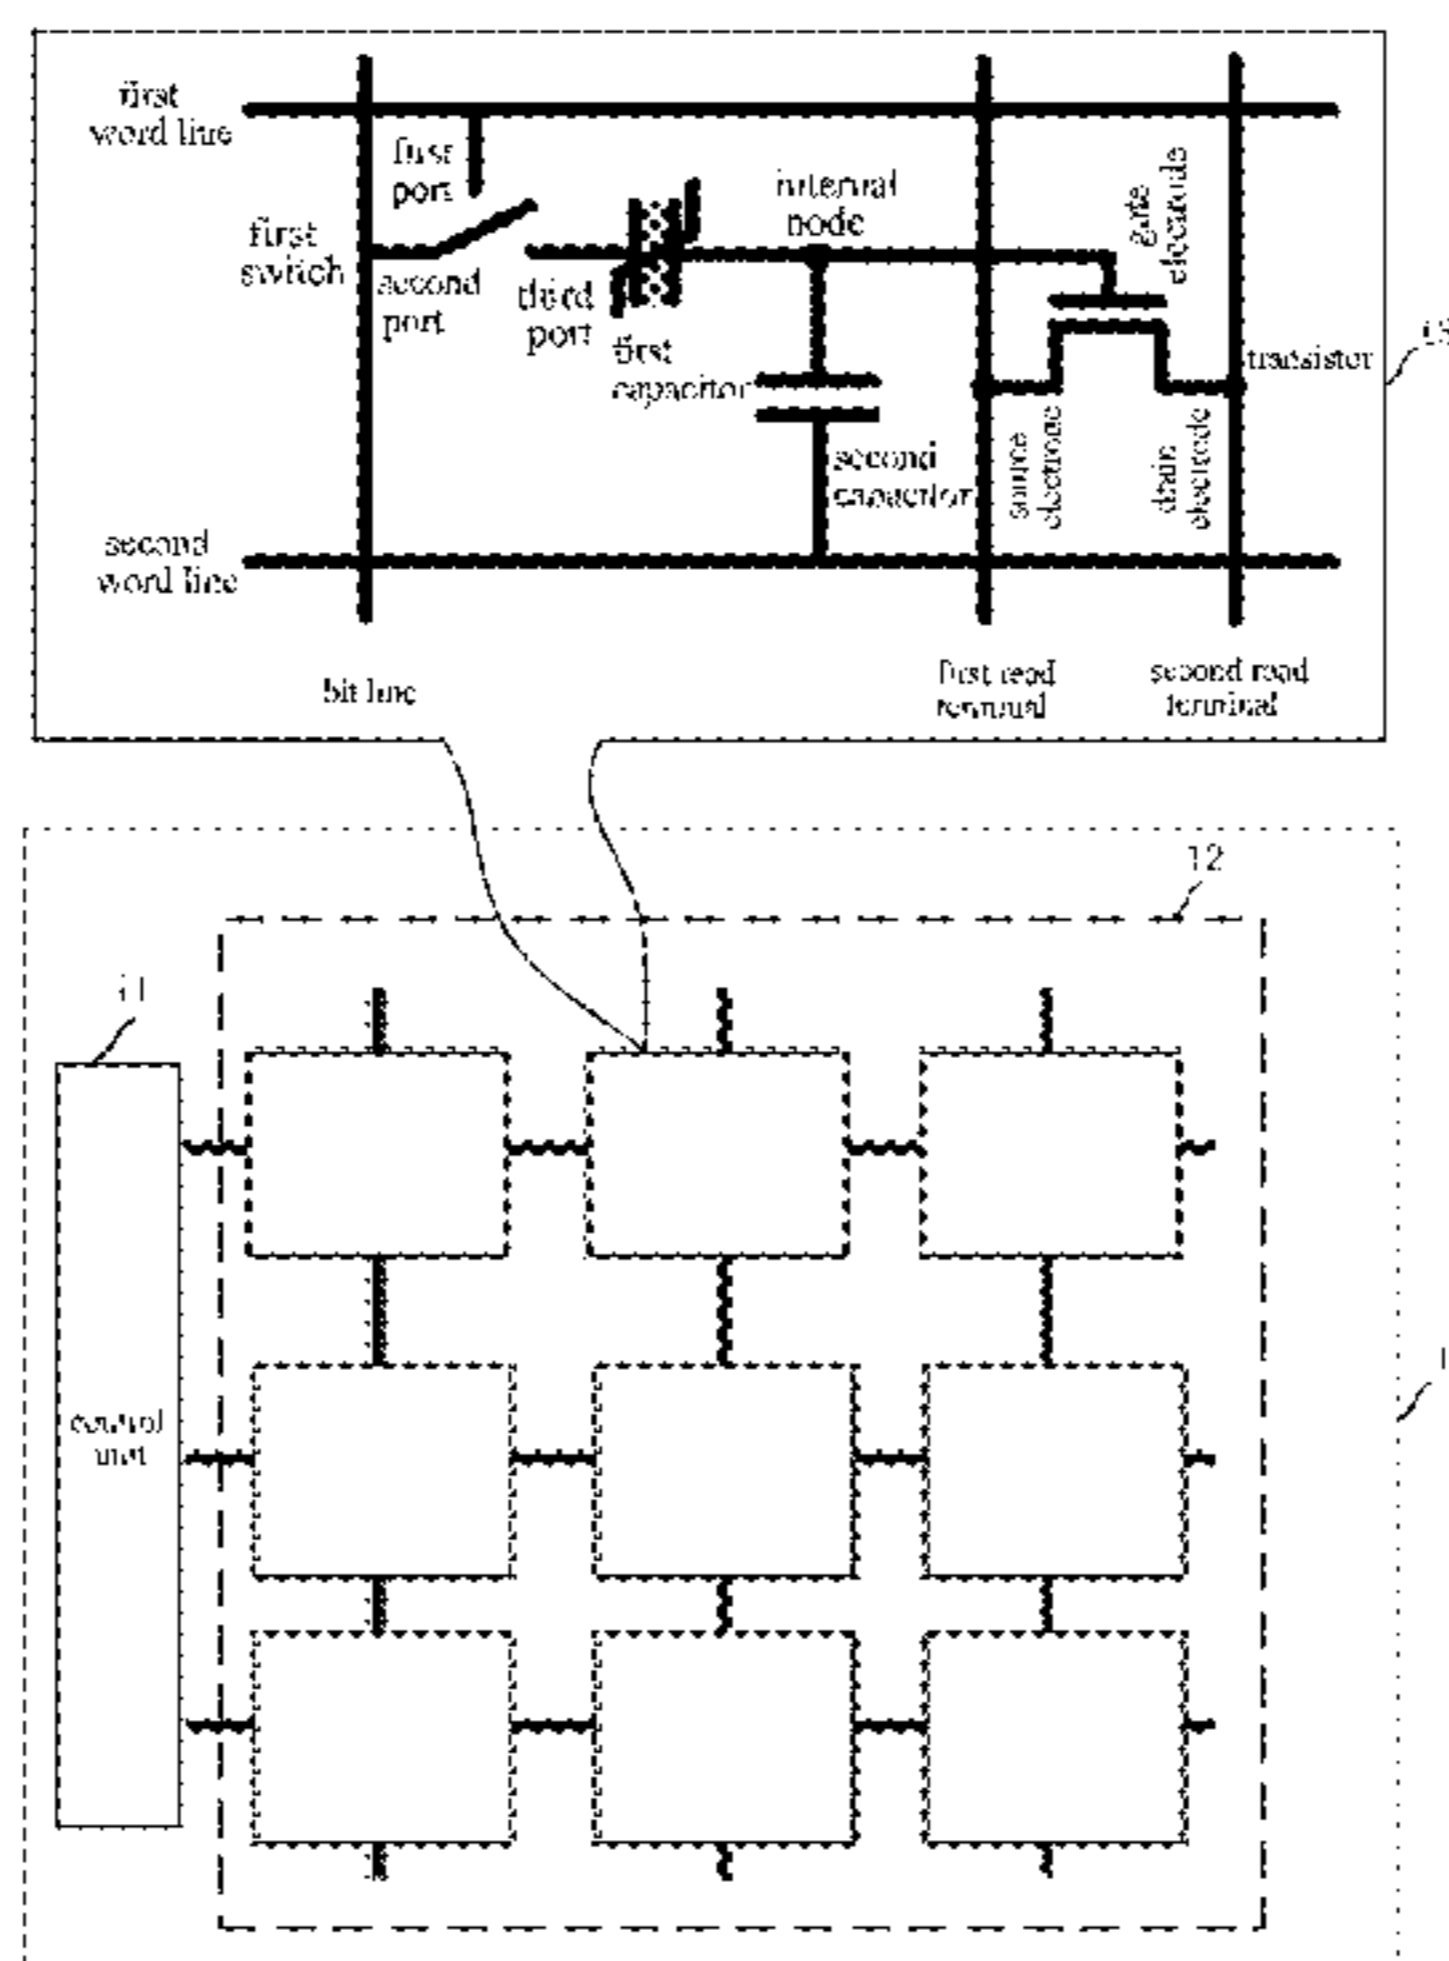 first
word line
first
port
internal
node
gate
electrode
first
switch
second
port
third
port
first
capacitor
transistor
13
second
capacitor
source
electrode
drain
electrode
second
word line
bit line
first read
terminal
second read
terminal
12
11
control
unit
1